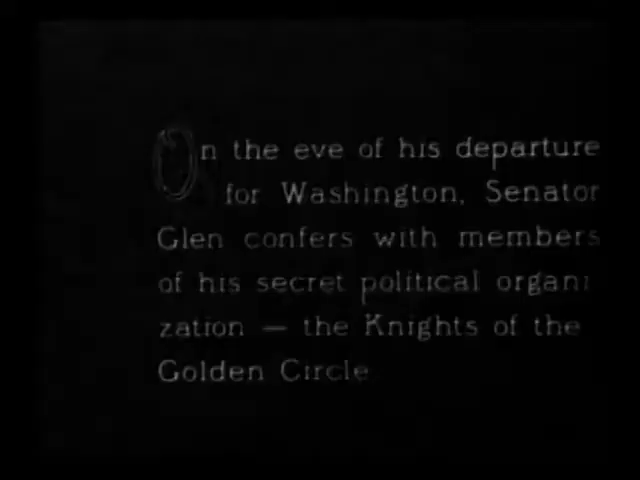 On the eve of his departure
for Washington, Senator
Glen confers with members
of his secret political organi
zation — the Knights of the
Golden Circle